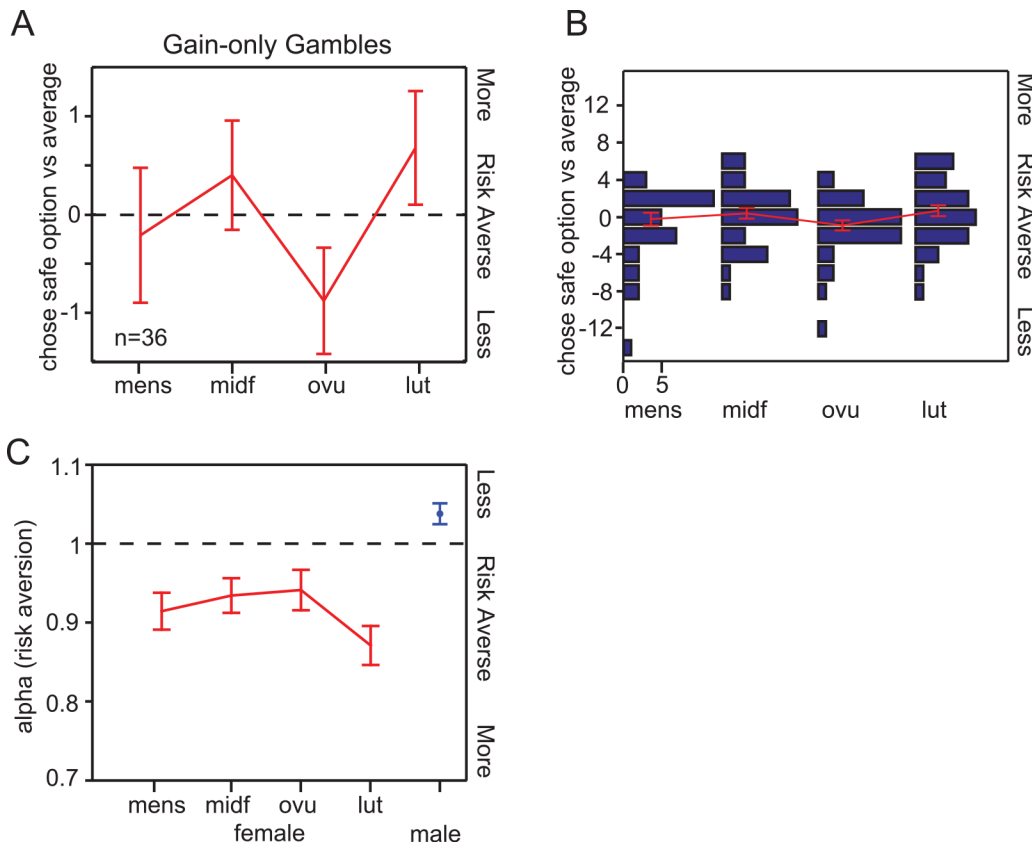 A
Gain-only Gambles
chose safe option vs average
1
0
-1
n=36
mens midf ovu lut
More
Risk Averse
Less
B
chose safe option vs average
12
8
4
0
-4
-8
-12
0 5
mens midf ovu lut
More
Risk Averse
Less
C
alpha (risk aversion)
1.1
1
0.9
0.8
0.7
mens midf ovu lut
female male
Less
Risk Averse
More